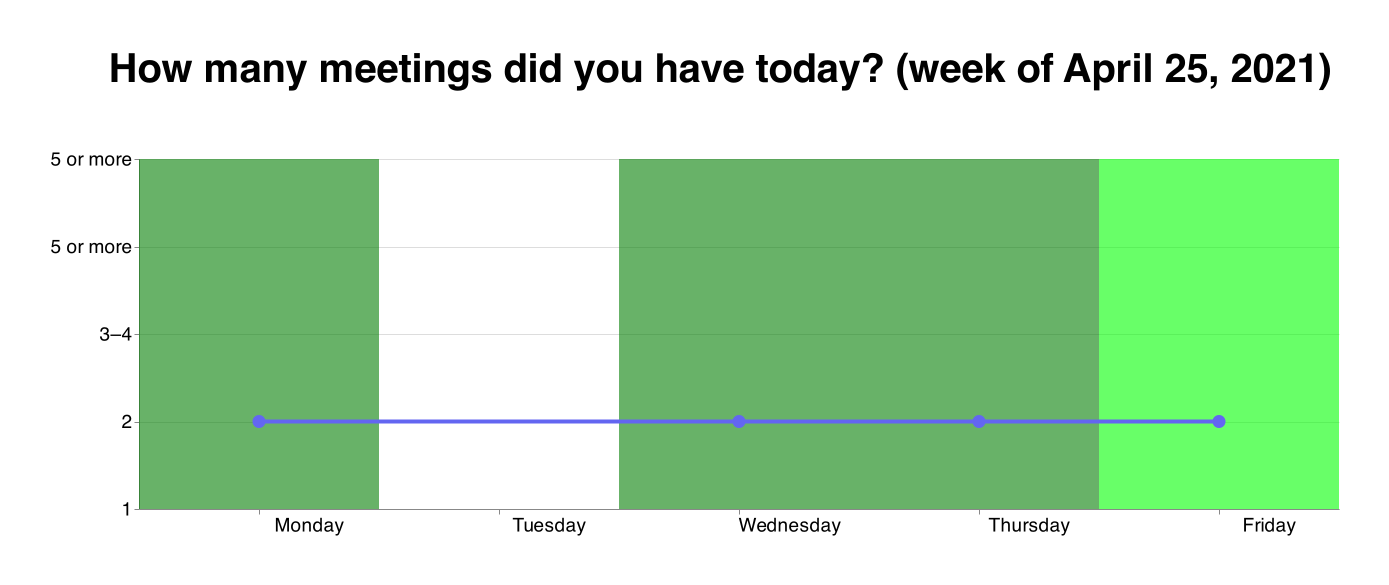 How many meetings did you have today? (week of April 25, 2021)
5 or more
5 or more
3–4
2
1
Monday Tuesday Wednesday Thursday Friday